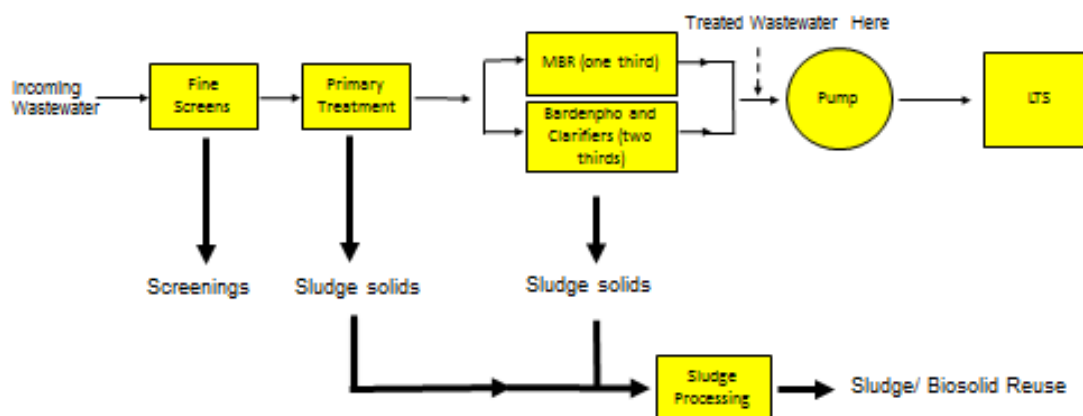 Treated Wastewater Here
Incoming
Wastewater
Fine
Screens
Primary
Treatment
MBR (one third)
Bardenpho and
Clarifiers (two
thirds)
Pump
LTS
Screenings
Sludge solids
Sludge solids
Sludge
Processing
Sludge/ Biosolid Reuse